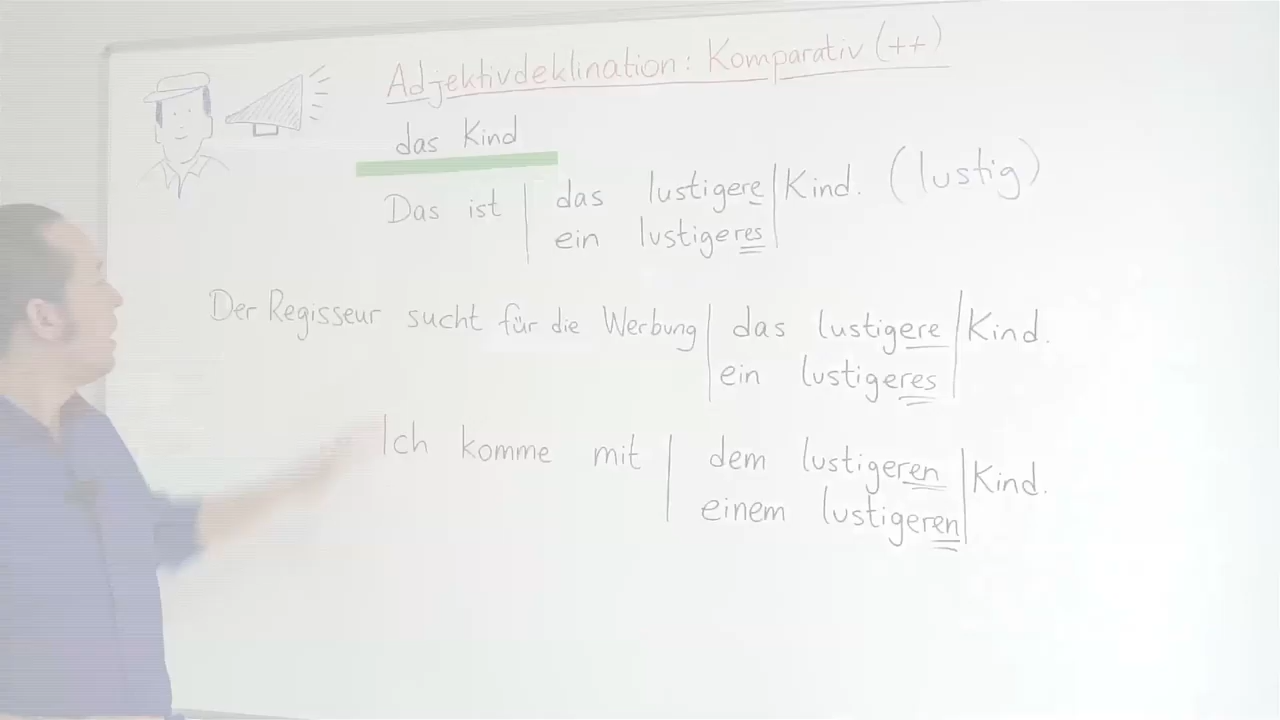 Adjektivdeklination: Komparativ (++)
das Kind
Das ist | das lustigere | Kind. (lustig)
ein lustigeres
Der Regisseur sucht für die Werbung | das lustigere | Kind.
ein lustigeres
Ich komme mit | dem lustigeren | Kind.
einem lustigeren